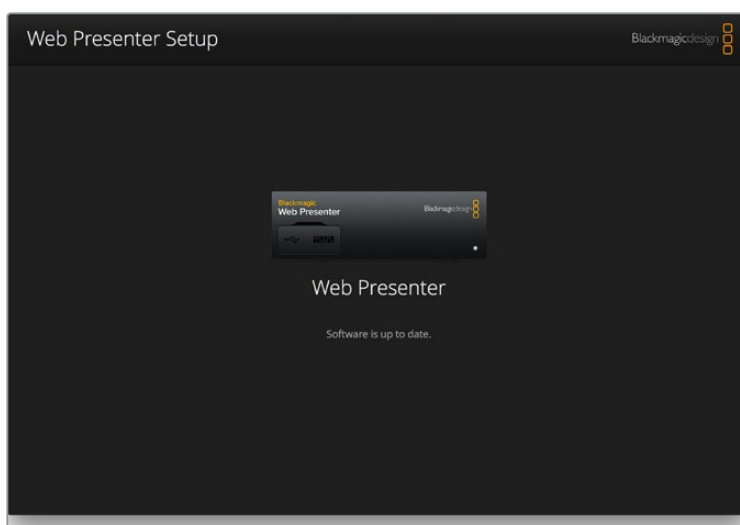 Web Presenter Setup
Blackmagicdesign
Blackmagic
Web Presenter
Blackmagicdesign
Web Presenter
Software is up to date.